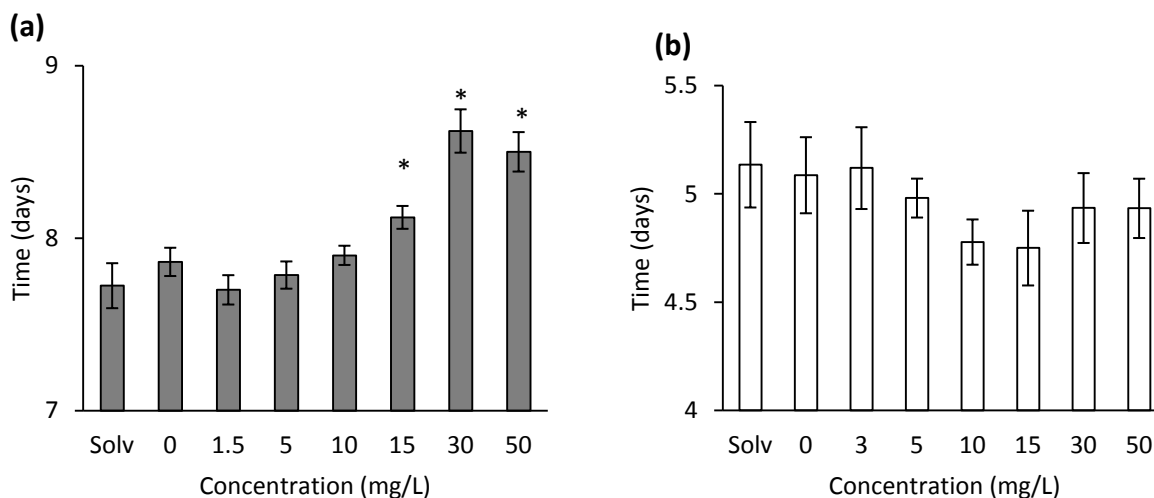 (a)
9
8
7
Time (days)
* * *
Solv 0 1.5 5 10 15 30 50
Concentration (mg/L)
(b)
5.5
5
4.5
4
Time (days)
Solv 0 3 5 10 15 30 50
Concentration (mg/L)